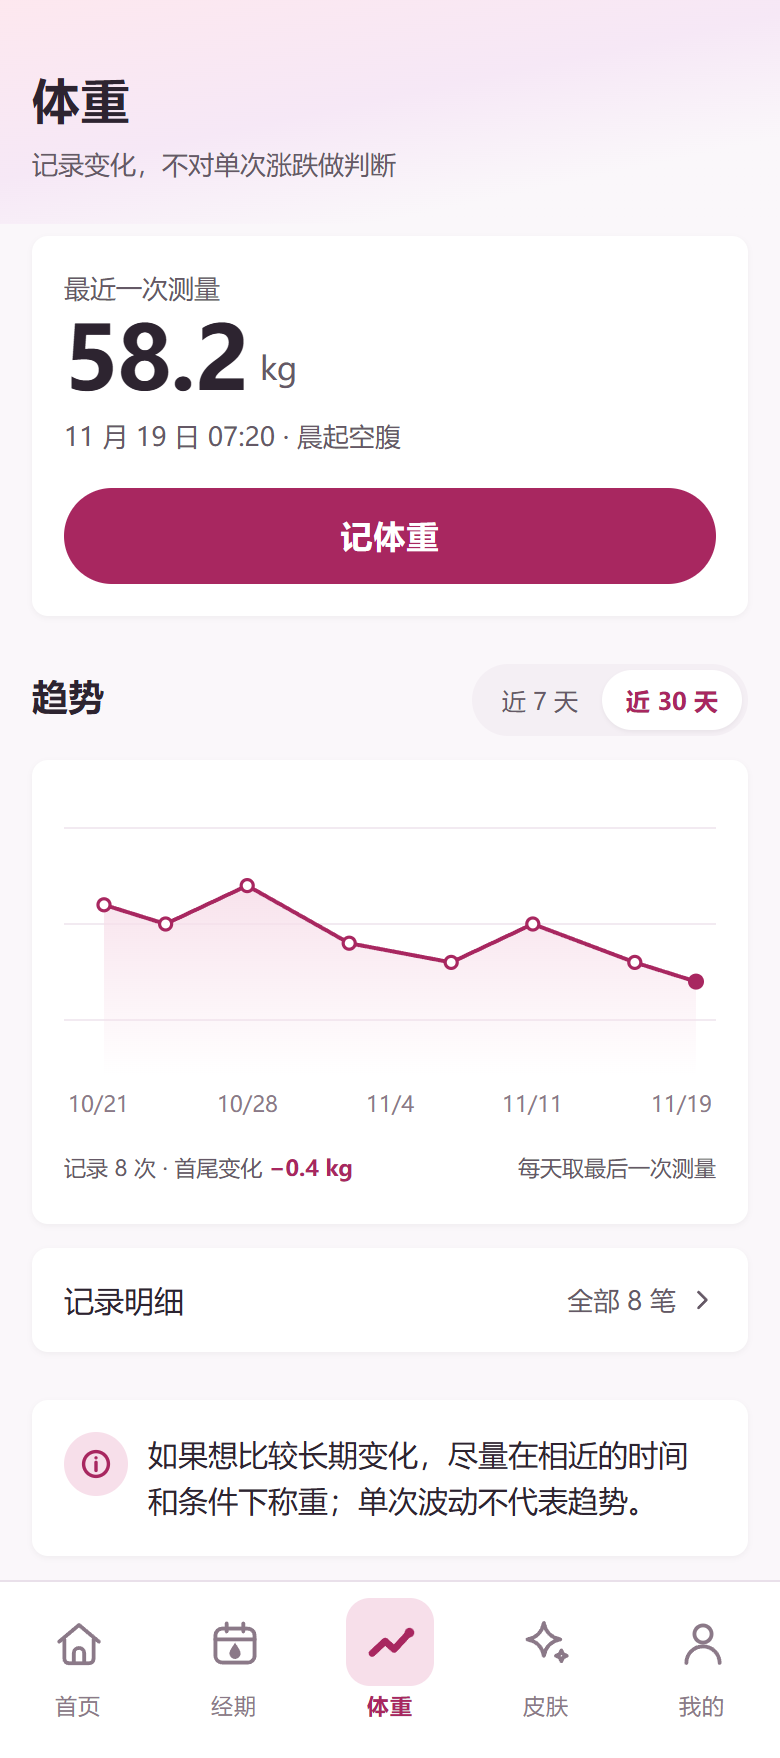 体重
记录变化，不对单次涨跌做判断
最近一次测量
58.2 kg
11 月 19 日 07:20 · 晨起空腹
记体重
趋势
近 7 天
近 30 天
10/21 10/28 11/4 11/11 11/19
记录 8 次 · 首尾变化 −0.4 kg
每天取最后一次测量
记录明细
全部 8 笔
如果想比较长期变化，尽量在相近的时间
和条件下称重；单次波动不代表趋势。
首页 经期 体重 皮肤 我的